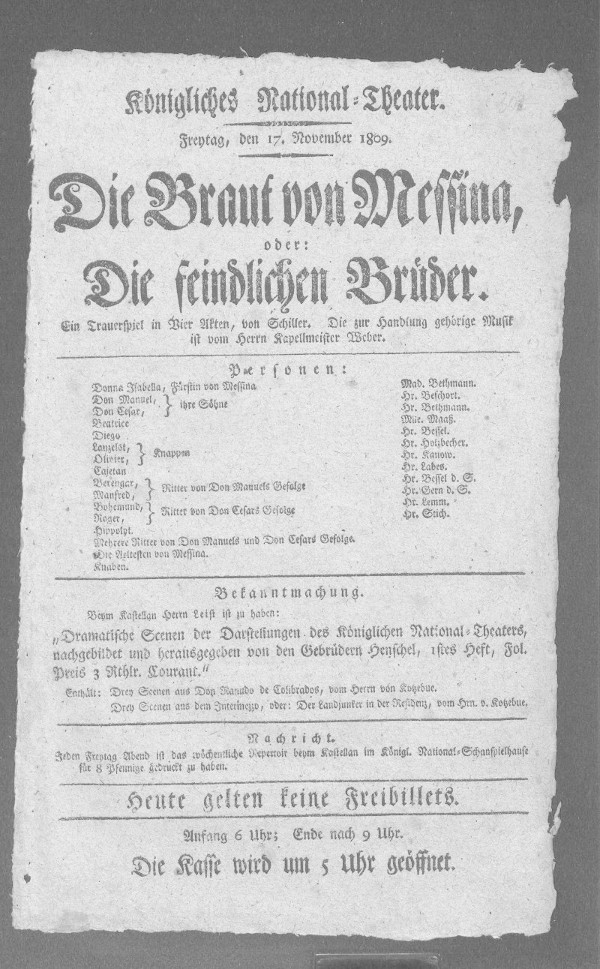 Königliches National-Theater.
Freytag, den 17. November 1809.
Die Braut von Messina,
oder:
Die feindlichen Brüder.
Ein Trauerspiel in Vier Akten, von Schiller. Die zur Handlung gehörige Musik
ist vom Herrn Kapellmeister Weber.
Personen:
Donna Isabella, Fürstin von Messina Mad. Bethmann.
Don Manuel, Hr. Beschort.
Don Cesar, ihre Söhne Hr. Bethmann.
Beatrice Mlle. Maaß.
Diego Hr. Bessel.
Lanzelot, Hr. Holzbecher.
Olivier, Knappen Hr. Kanow.
Cajetan Hr. Labes.
Berengar, Hr. Bessel d. S.
Manfred, Ritter von Don Manuels Gefolge Hr. Gern d. S.
Bohemund, Hr. Lemm.
Roger, Ritter von Don Cesars Gefolge Hr. Stich.
Hippolyt.
Mehrere Ritter von Don Manuels und Don Cesars Gefolge.
Die Aeltesten von Messina.
Knaben.
Bekanntmachung.
Beym Kastellan Herrn Leist ist zu haben:
„Dramatische Scenen der Darstellungen des Königlichen National-Theaters,
nachgebildet und herausgegeben von den Gebrüdern Henschel, 1stes Heft, Fol.
Preis 3 Rthlr. Courant.“
Enthält: Drey Scenen aus Don Ranudo de Colibrados, vom Herrn von Kotzebue.
Drey Scenen aus dem Intermezzo, oder: Der Landjunker in der Residenz, vom Hrn. v. Kotzebue.
Nachricht.
Jeden Freytag Abend ist das wöchentliche Repertoir beym Kastellan im Königl. National-Schauspielhause
für 8 Pfennige gedruckt zu haben.
Heute gelten keine Freibillets.
Anfang 6 Uhr; Ende nach 9 Uhr.
Die Kasse wird um 5 Uhr geöffnet.